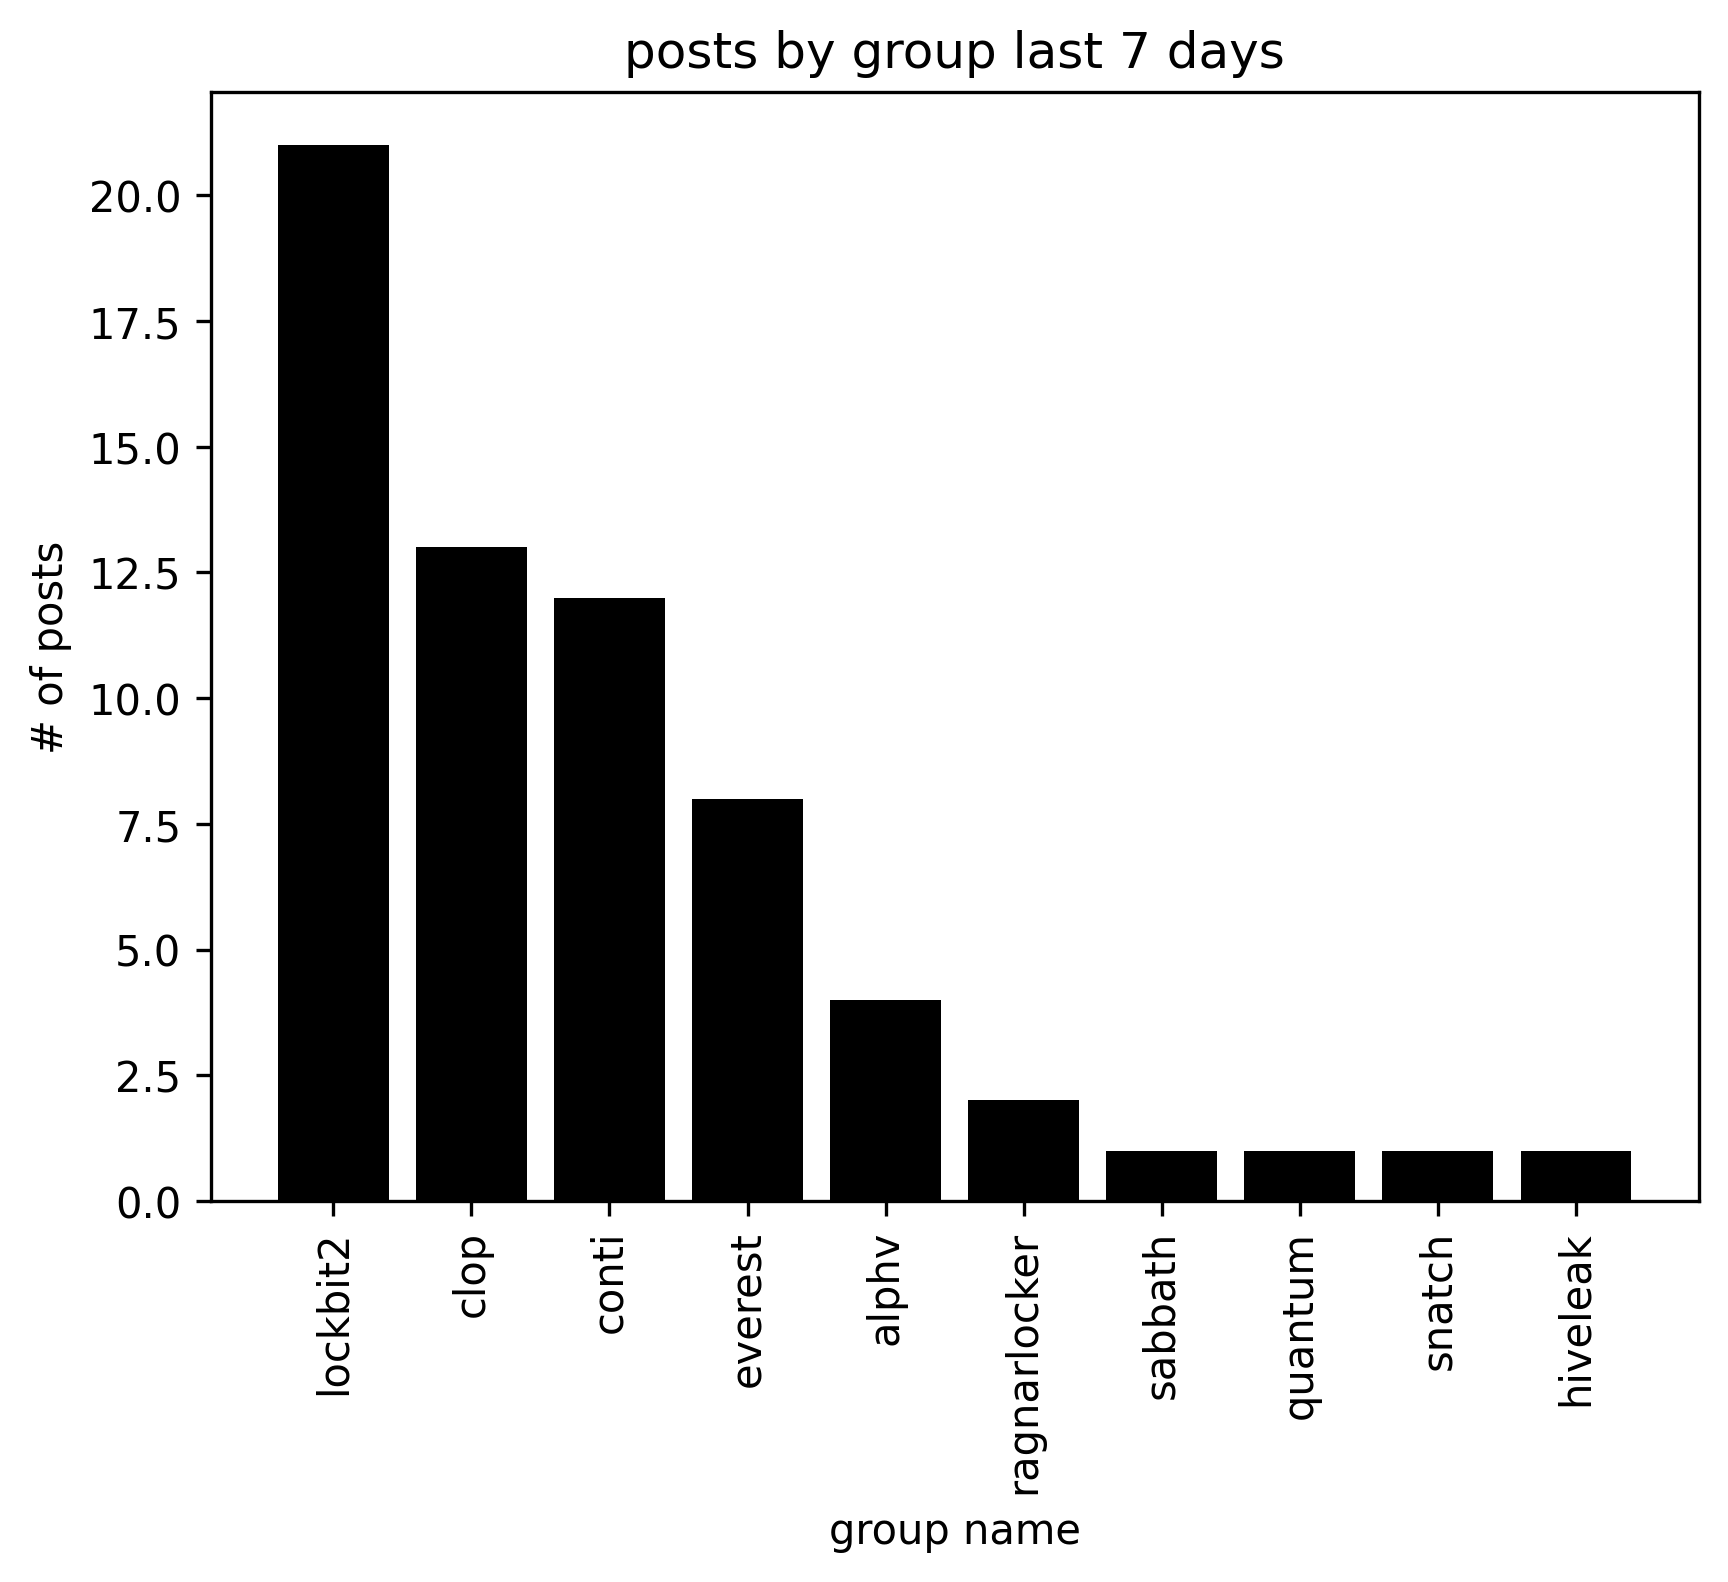 posts by group last 7 days
# of posts
20.0
17.5
15.0
12.5
10.0
7.5
5.0
2.5
0.0
lockbit2
clop
conti
everest
alphv
ragnarlocker
sabbath
quantum
snatch
hiveleak
group name